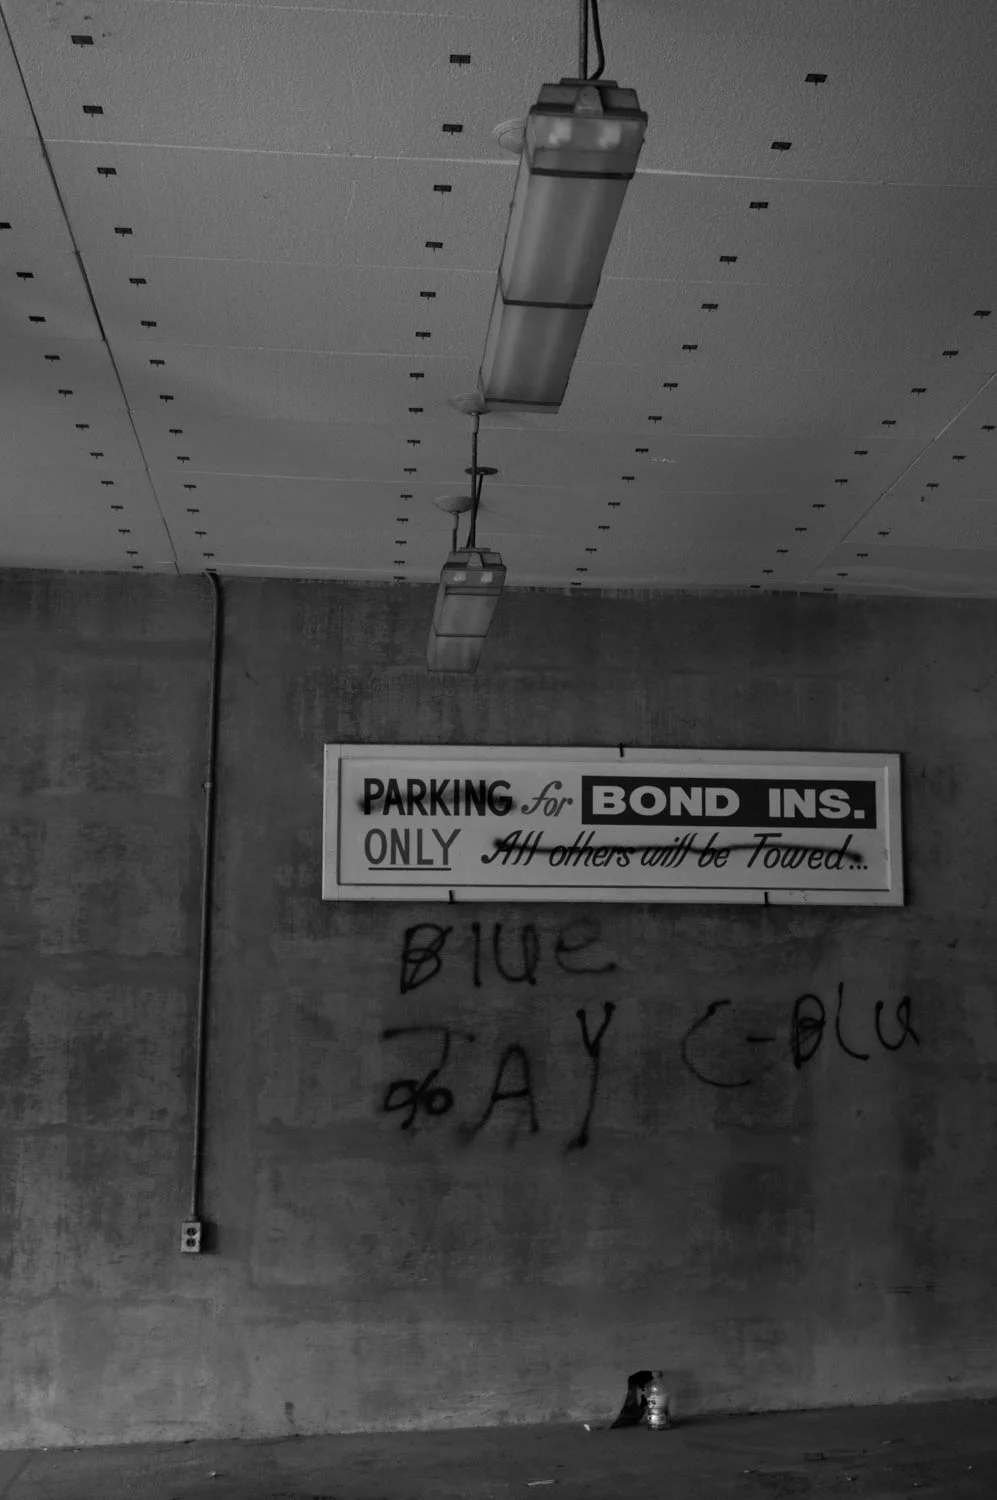 PARKING for BOND INS.
ONLY All others will be Towed...
BlUe
JAY C-BLU